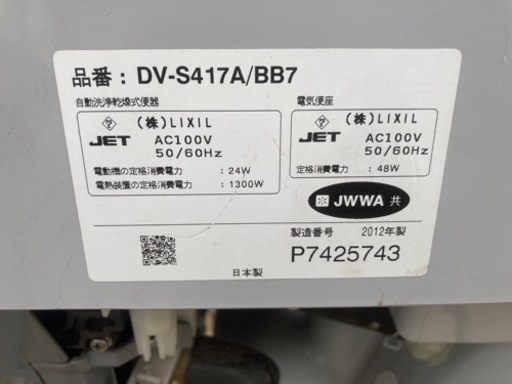 品番：DV-S417A/BB7
自動洗浄乾燥式便器
(株)LIXIL
JET AC100V
50/60Hz
電動機の定格消費電力 : 24W
電熱装置の定格消費電力 : 1300W
電気便座
(株)LIXIL
JET AC100V
50/60Hz
定格消費電力 : 48W
JWWA 共
製造番号 2012年製
P7425743
日本製